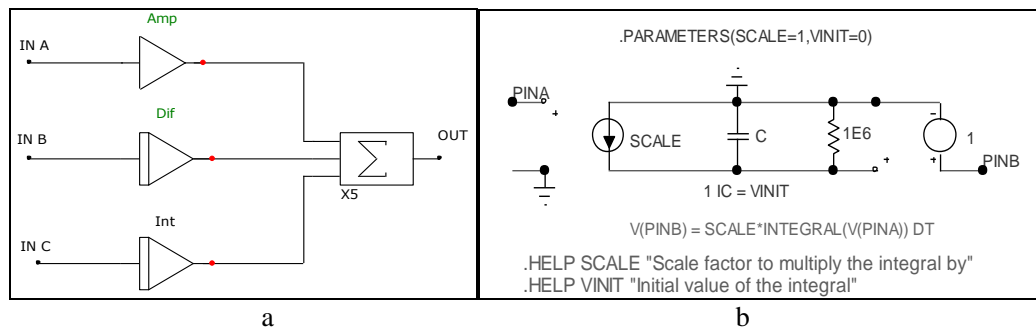 Amp
IN A
Dif
IN B
OUT
Σ
X5
Int
IN C
a
.PARAMETERS(SCALE=1,VINIT=0)
PINA
+
SCALE
C
1E6
+
-
+
1
PINB
1 IC = VINIT
V(PINB) = SCALE*INTEGRAL(V(PINA)) DT
.HELP SCALE "Scale factor to multiply the integral by"
.HELP VINIT "Initial value of the integral"
b